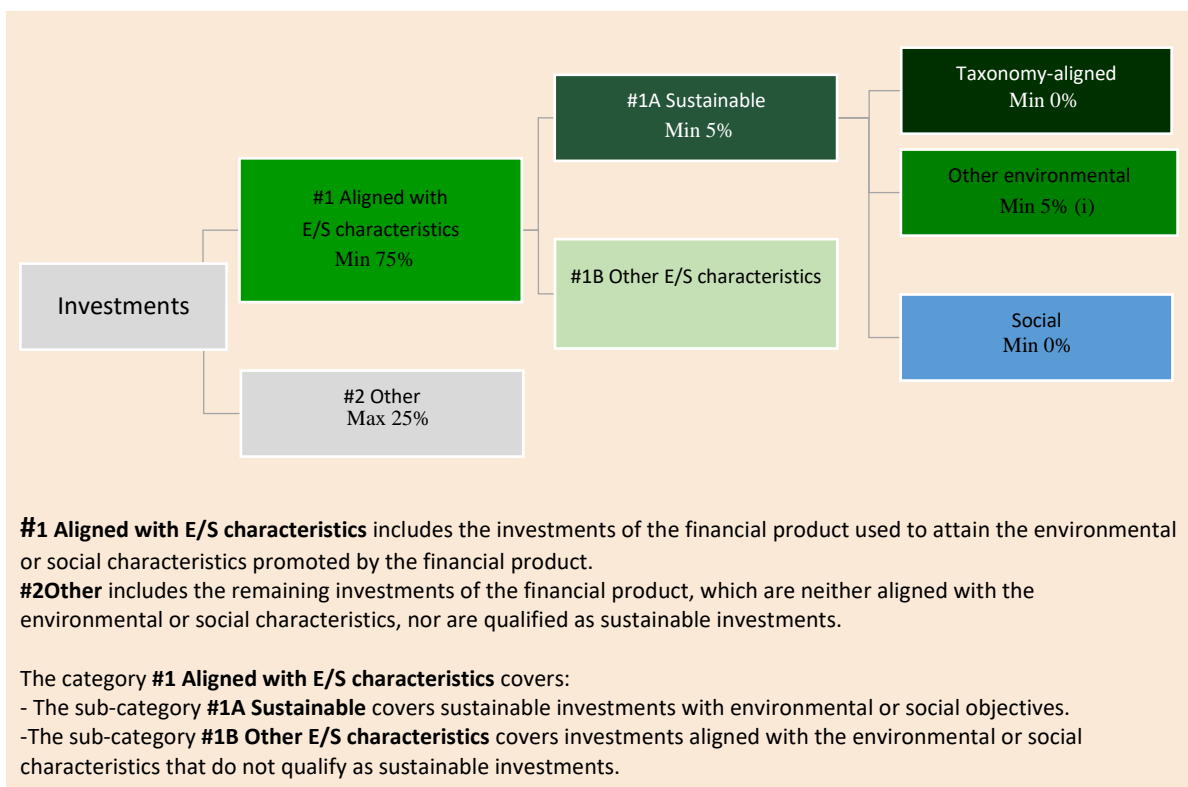 Investments
#1 Aligned with
E/S characteristics
Min 75%
#2 Other
Max 25%
#1A Sustainable
Min 5%
#1B Other E/S characteristics
Taxonomy-aligned
Min 0%
Other environmental
Min 5% (i)
Social
Min 0%
#1 Aligned with E/S characteristics includes the investments of the financial product used to attain the environmental
or social characteristics promoted by the financial product.
#2Other includes the remaining investments of the financial product, which are neither aligned with the
environmental or social characteristics, nor are qualified as sustainable investments.
The category #1 Aligned with E/S characteristics covers:
- The sub-category #1A Sustainable covers sustainable investments with environmental or social objectives.
-The sub-category #1B Other E/S characteristics covers investments aligned with the environmental or social
characteristics that do not qualify as sustainable investments.